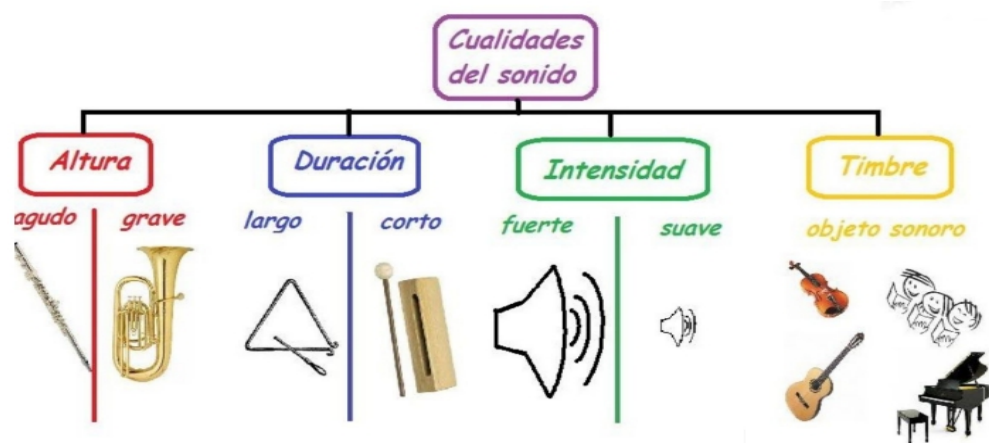 Cualidades
del sonido
Altura
Duración
Intensidad
Timbre
agudo
grave
largo
corto
fuerte
suave
objeto sonoro